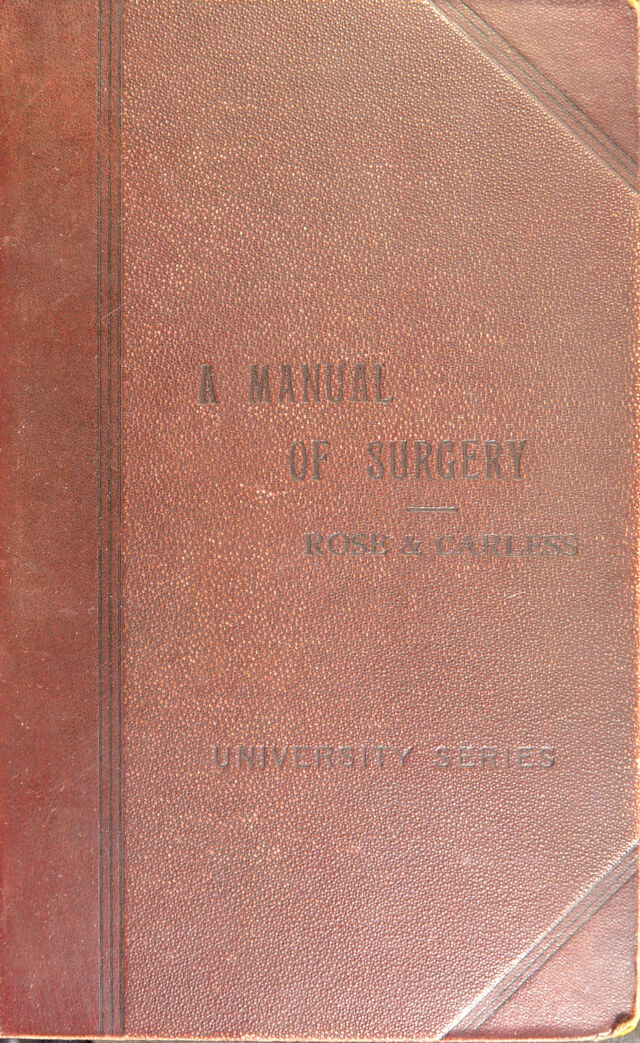 A MANUAL
OF SURGERY
ROSE & CARLESS
UNIVERSITY SERIES